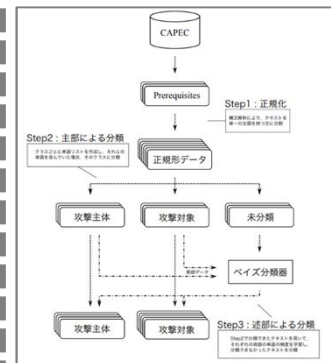 CAPEC
Prerequisites
Step1：正規化
構文解析により、テキストを
単一の主語を持つ文に分割
Step2：主部による分類
クラスごとに単語リストを作成し、それらの
単語を含んでいた場合、そのクラスに分類
正規形データ
攻撃主体
攻撃対象
未分類
教師データ
ベイズ分類器
攻撃主体
攻撃対象
Step3：述部による分類
Step2で分類できたテキストを用いて、
それぞれの述部の単語の頻度を学習し、
分類できなかったテキストを分類